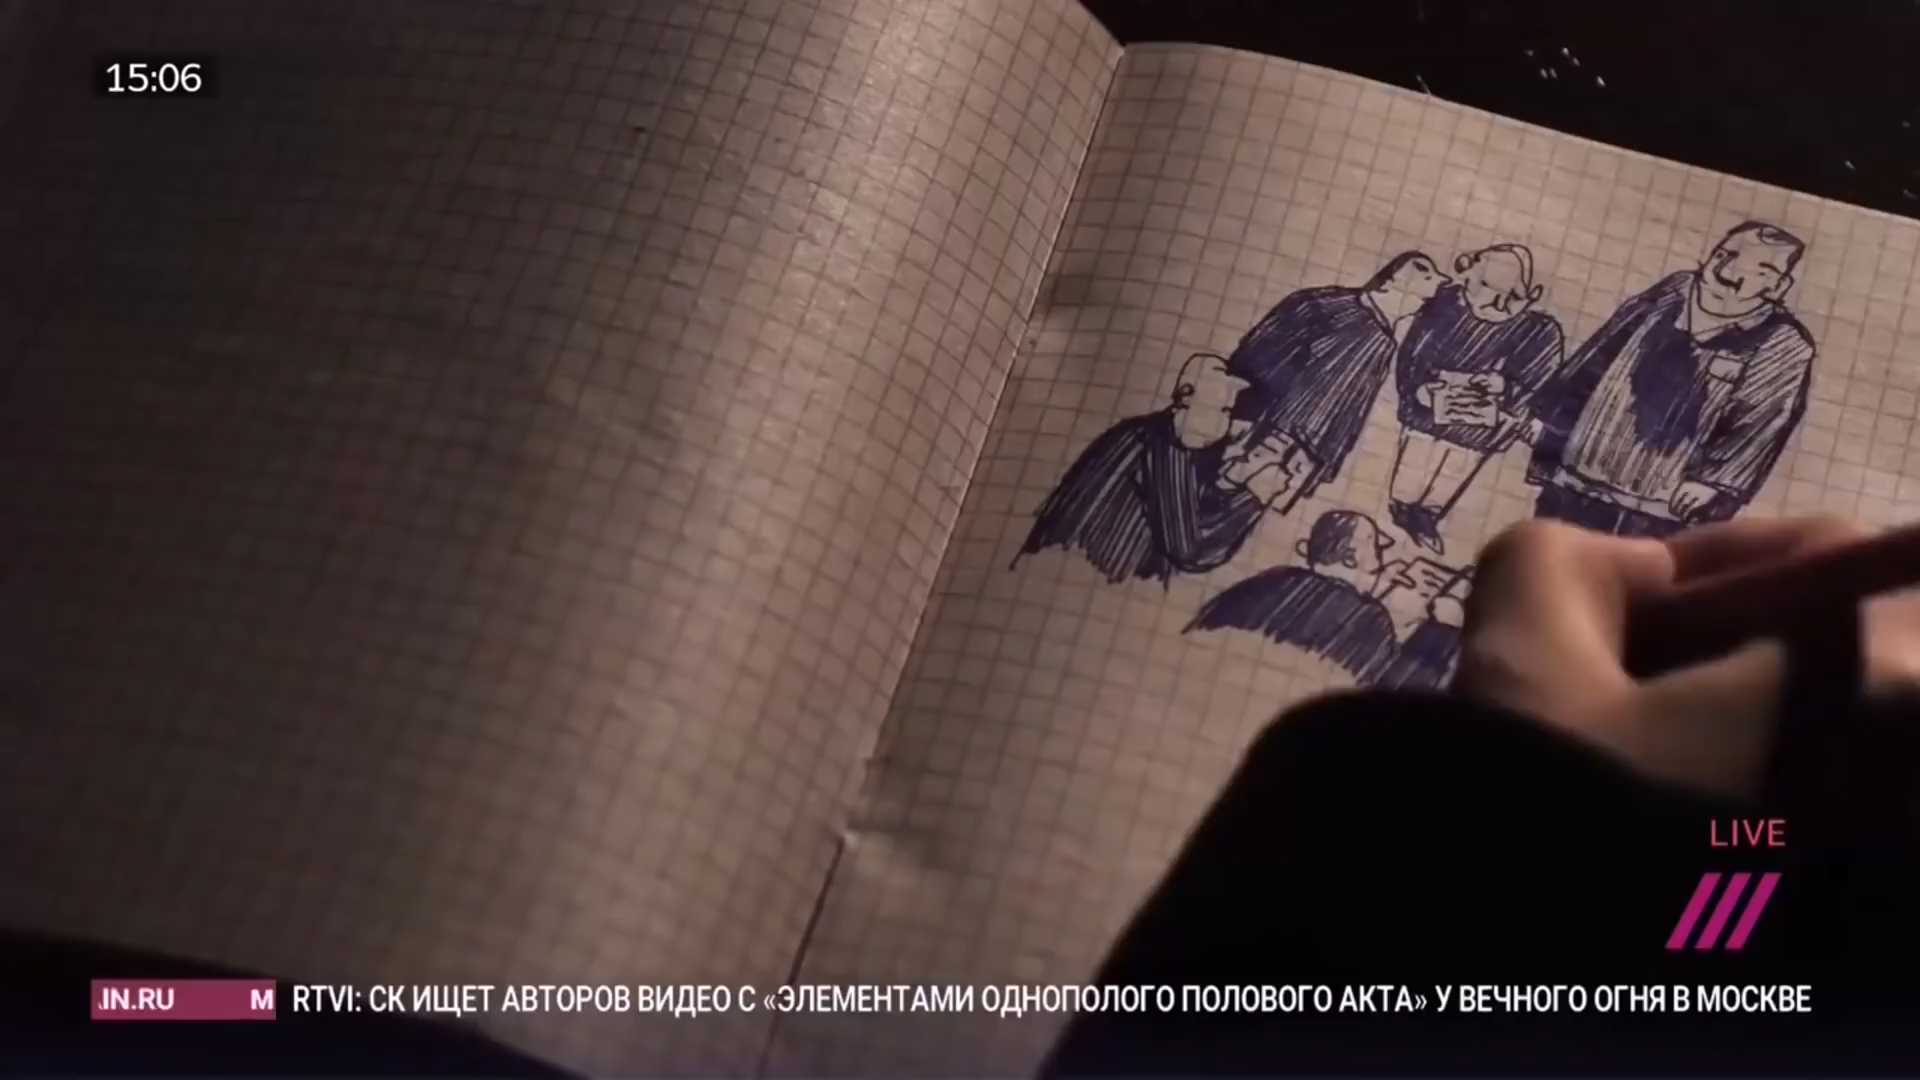 15:06
LIVE
.IN.RU М RTVI: СК ИЩЕТ АВТОРОВ ВИДЕО С «ЭЛЕМЕНТАМИ ОДНОПОЛОГО ПОЛОВОГО АКТА» У ВЕЧНОГО ОГНЯ В МОСКВЕ